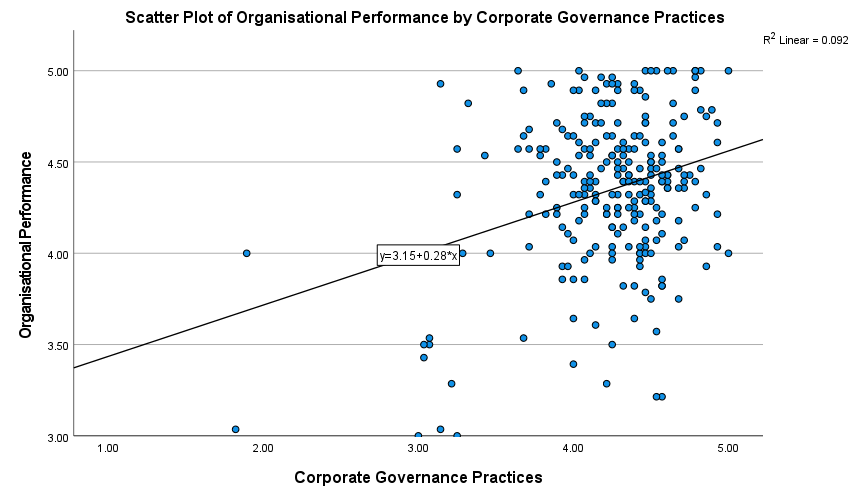 Scatter Plot of Organisational Performance by Corporate Governance Practices
R2 Linear = 0.092
5.00
4.50
4.00
3.50
3.00
Organisational Performance
y=3.15+0.28*x
1.00 2.00 3.00 4.00 5.00
Corporate Governance Practices